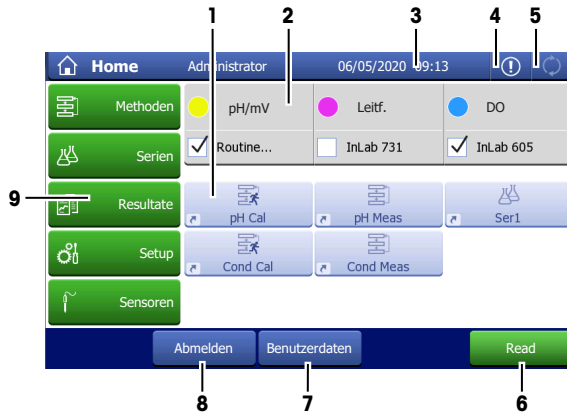 1 2 3 4 5
Home Administrator 06/05/2020 09:13
Methoden pH/mV Leitf. DO
Serien Routine... InLab 731 InLab 605
9 Resultate pH Cal pH Meas Ser1
Setup Cond Cal Cond Meas
Sensoren
Abmelden Benutzerdaten Read
8 7 6